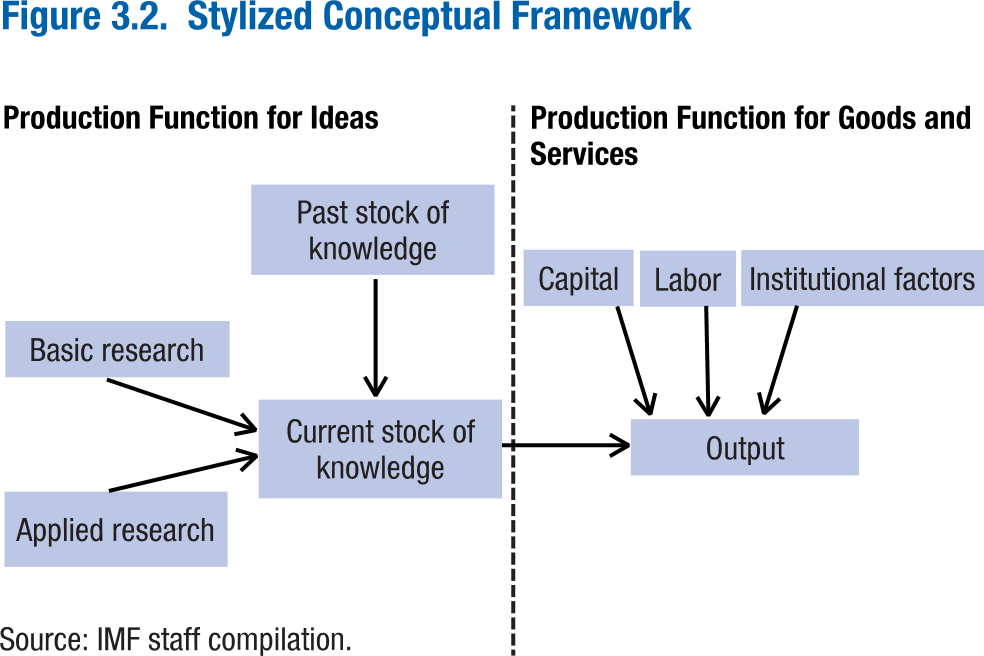 Figure 3.2. Stylized Conceptual Framework
Production Function for Ideas
Past stock of
knowledge
Basic research
Current stock of
knowledge
Applied research
Production Function for Goods and
Services
Capital
Labor
Institutional factors
Output
Source: IMF staff compilation.